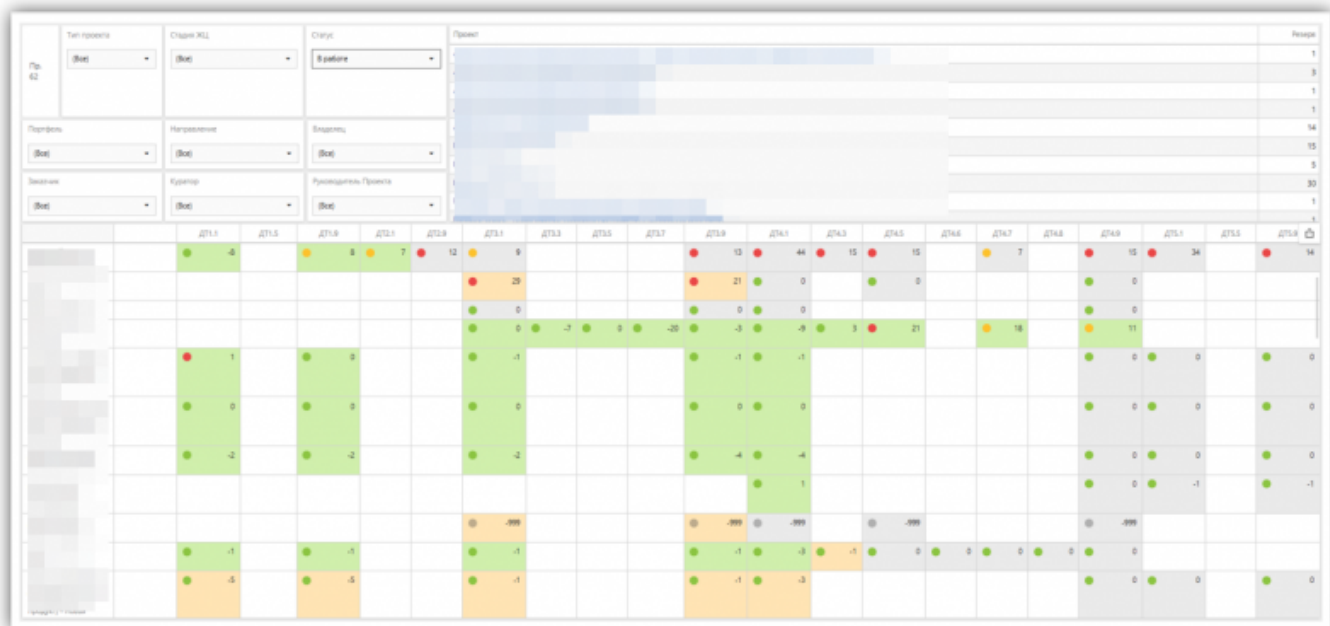 Тип проекта Стадия ЖЦ Статус Проект Резерв
Пр.
62
(Все) (Все) В работе
1
3
1
1
Портфель Направление Владелец
14
(Все) (Все) (Все)
15
5
Заказчик Куратор Руководитель Проекта
30
(Все) (Все) (Все)
1
1
ДТ1.1 ДТ1.5 ДТ1.9 ДТ2.1 ДТ2.9 ДТ3.1 ДТ3.3 ДТ3.5 ДТ3.7 ДТ3.9 ДТ4.1 ДТ4.3 ДТ4.5 ДТ4.6 ДТ4.7 ДТ4.8 ДТ4.9 ДТ5.1 ДТ5.5 ДТ5.9
7 12 9 13 44 15 15 7 15 34 14
29 21 0 0 0
0 0 0 0
0 -7 0 -20 -3 -9 3 21 18 11
1 0 -1 -1 -1 0 0 0
0 0 0 0 0 0 0 0
-2 -2 -2 -4 -4 0 0 0
1 0 -1 -1
-999 -999 -999 -999 -999
-1 -1 -1 -1 -3 -1 0 0 0 0 0
-5 -5 -1 -1 -3 0 0 0